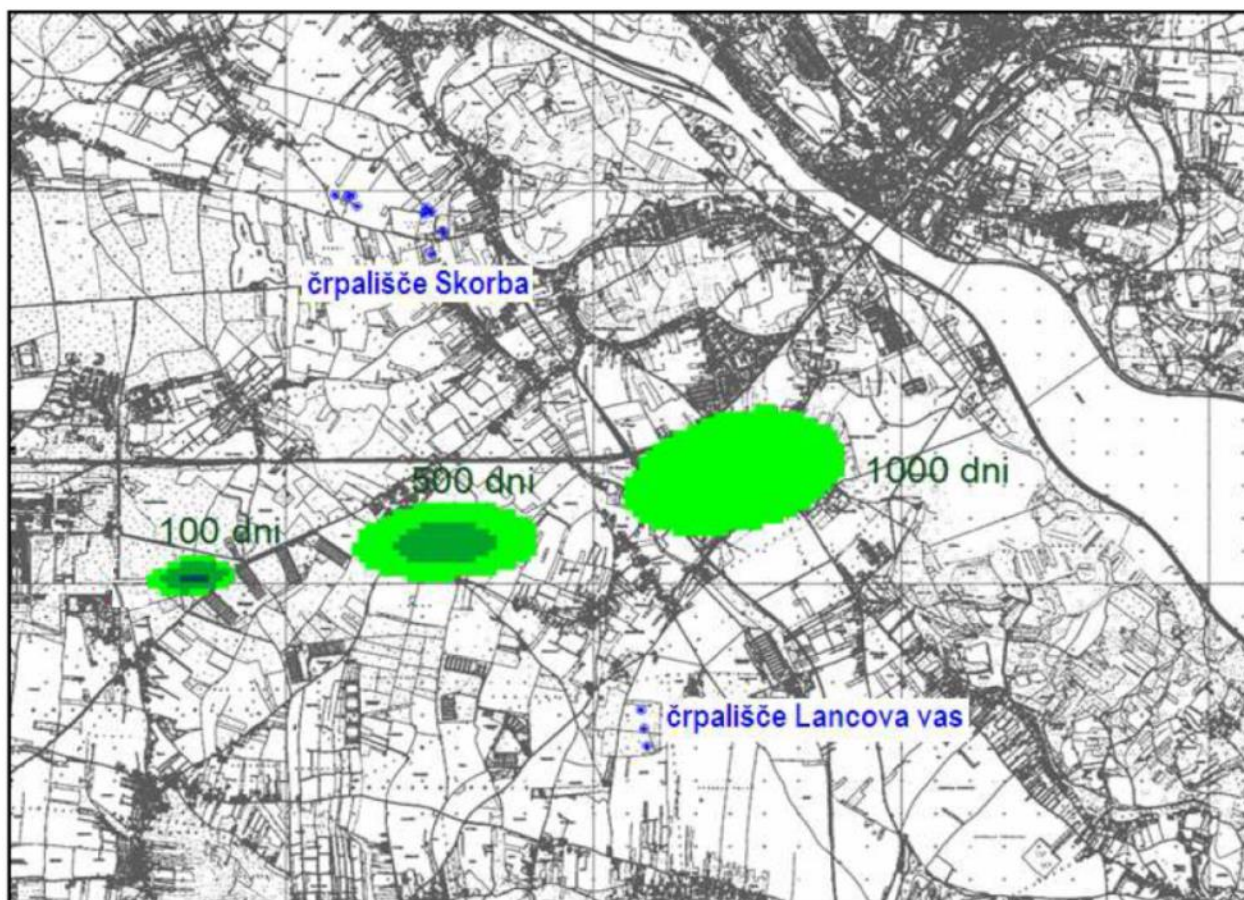 črpališče Skorba
500 dni
1000 dni
100 dni
črpališče Lancova vas